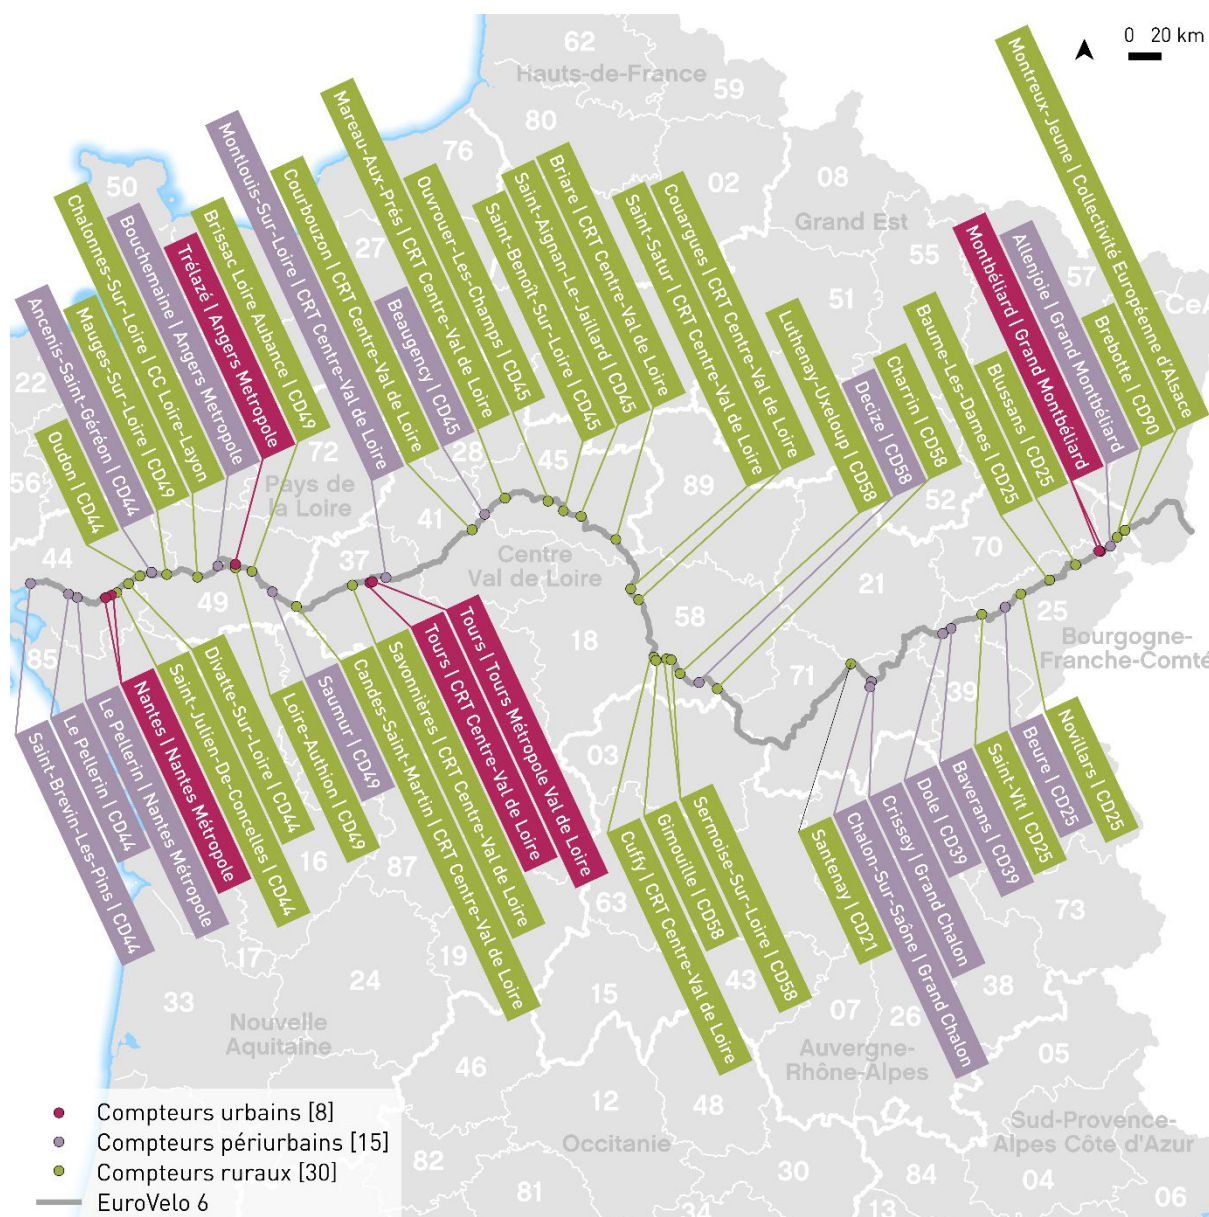 0 20 km
62
Hauts-de-France
59
80
76
02
08
Grand Est
50
27
55
51
57
CeA
22
72
28
45
56
Pays de
la Loire
89
52
41
70
44
37
Centre
Val de Loire
21
49
58
25
85
18
71
Bourgogne-
Franche-Comté
39
03
16
87
63
73
17
19
43
38
33
24
15
07
26
Nouvelle
Aquitaine
Auvergne-
Rhône-Alpes
46
05
12
48
Occitanie
Sud-Provence-
Alpes Côte d'Azur
82
30
84
04
81
34
13
06
Oudon | CD44
Ancenis-Saint-Géréon | CD44
Mauges-Sur-Loire | CD49
Chalonnes-Sur-Loire | CC Loire-Layon
Bouchemaine | Angers Métropole
Trélazé | Angers Métropole
Brissac Loire Aubance | CD49
Montlouis-Sur-Loire | CRT Centre-Val de Loire
Courbouzon | CRT Centre-Val de Loire
Beaugency | CD45
Mareau-Aux-Prés | CRT Centre-Val de Loire
Ouvrouer-Les-Champs | CD45
Saint-Benoît-Sur-Loire | CD45
Saint-Aignan-Le-Jaillard | CD45
Briare | CRT Centre-Val de Loire
Saint-Satur | CRT Centre-Val de Loire
Couargues | CRT Centre-Val de Loire
Luthenay-Uxeloup | CD58
Decize | CD58
Charrin | CD58
Baume-Les-Dames | CD25
Blussans | CD25
Montbéliard | Grand Montbéliard
Allenjoie | Grand Montbéliard
Brebotte | CD90
Montreux-Jeune | Collectivité Européenne d'Alsace
Saint-Brevin-Les-Pins | CD44
Le Pellerin | CD44
Le Pellerin | Nantes Métropole
Nantes | Nantes Métropole
Saint-Julien-De-Concelles | CD44
Divatte-Sur-Loire | CD44
Loire-Authion | CD49
Saumur | CD49
Candes-Saint-Martin | CRT Centre-Val de Loire
Savonnières | CRT Centre-Val de Loire
Tours | CRT Centre-Val de Loire
Tours | Tours Métropole Val de Loire
Cuffy | CRT Centre-Val de Loire
Gimouille | CD58
Sermoise-Sur-Loire | CD58
Santenay | CD21
Chalon-Sur-Saône | Grand Chalon
Crissey | Grand Chalon
Dole | CD39
Baverans | CD39
Saint-Vit | CD25
Beure | CD25
Novillars | CD25
Compteurs urbains [8]
Compteurs périurbains [15]
Compteurs ruraux [30]
EuroVelo 6